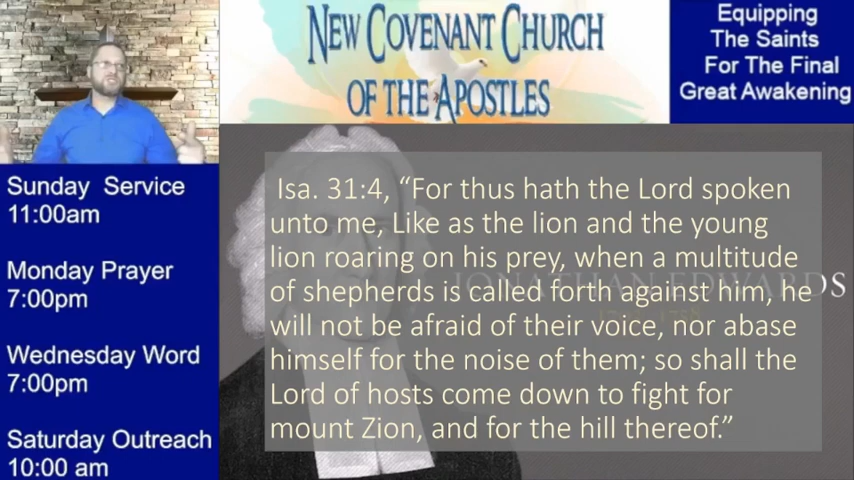 NEW COVENANT CHURCH
OF THE APOSTLES
Equipping
The Saints
For The Final
Great Awakening
Sunday Service
11:00am
Monday Prayer
7:00pm
Wednesday Word
7:00pm
Saturday Outreach
10:00 am
Isa. 31:4, “For thus hath the Lord spoken
unto me, Like as the lion and the young
lion roaring on his prey, when a multitude
of shepherds is called forth against him, he
will not be afraid of their voice, nor abase
himself for the noise of them; so shall the
Lord of hosts come down to fight for
mount Zion, and for the hill thereof.”
JONATHAN EDWARDS